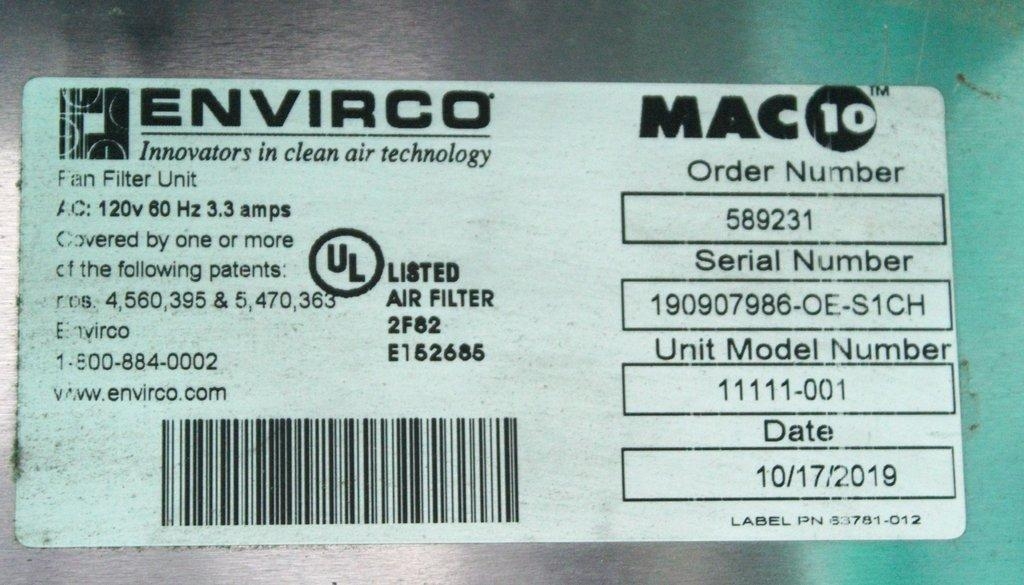 ENVIRCO
Innovators in clean air technology
Fan Filter Unit
AC: 120v 60 Hz 3.3 amps
Covered by one or more
of the following patents:
nos. 4,560,395 & 5,470,363
Envirco
1-800-884-0002
www.envirco.com
UL
LISTED
AIR FILTER
2F82
E152685
MAC 10™
Order Number
589231
Serial Number
190907986-OE-S1CH
Unit Model Number
11111-001
Date
10/17/2019
LABEL PN 63781-012